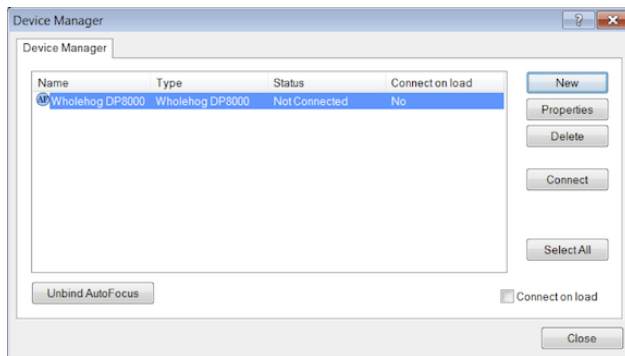 Device Manager
Device Manager
Name Type Status Connect on load
AF Wholehog DP8000 Wholehog DP8000 Not Connected No
New
Properties
Delete
Connect
Select All
Unbind AutoFocus
Connect on load
Close